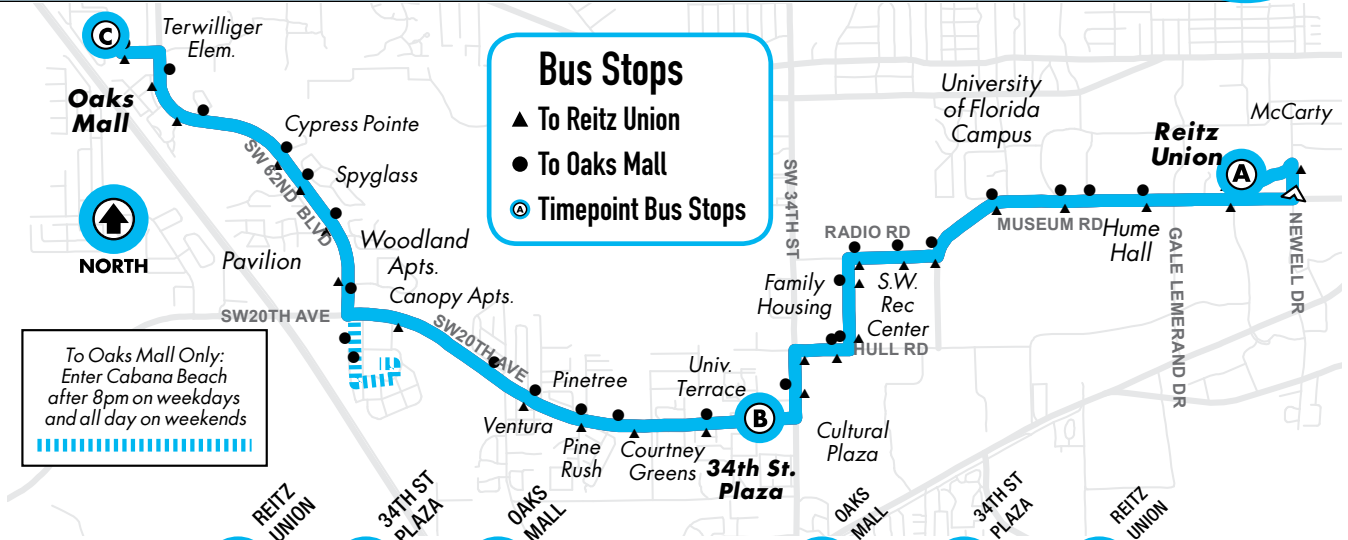 C
Terwilliger
Elem.
Oaks
Mall
Cypress Pointe
Spyglass
SW 62ND BLVD
NORTH
Pavilion
Woodland
Apts.
Canopy Apts.
SW20TH AVE
SW20TH AVE
To Oaks Mall Only:
Enter Cabana Beach
after 8pm on weekdays
and all day on weekends
Bus Stops
To Reitz Union
To Oaks Mall
A Timepoint Bus Stops
Ventura
Pinetree
Pine
Rush
Courtney
Greens
Univ.
Terrace
B
34th St.
Plaza
Cultural
Plaza
SW 34TH ST
Family
Housing
HULL RD
RADIO RD
S.W.
Rec
Center
University
of Florida
Campus
MUSEUM RD
Hume
Hall
GALE LEMERAND DR
Reitz
Union
A
McCarty
NEWELL DR
REITZ
UNION
34TH ST
PLAZA
OAKS
MALL
OAKS
MALL
34TH ST
PLAZA
REITZ
UNION